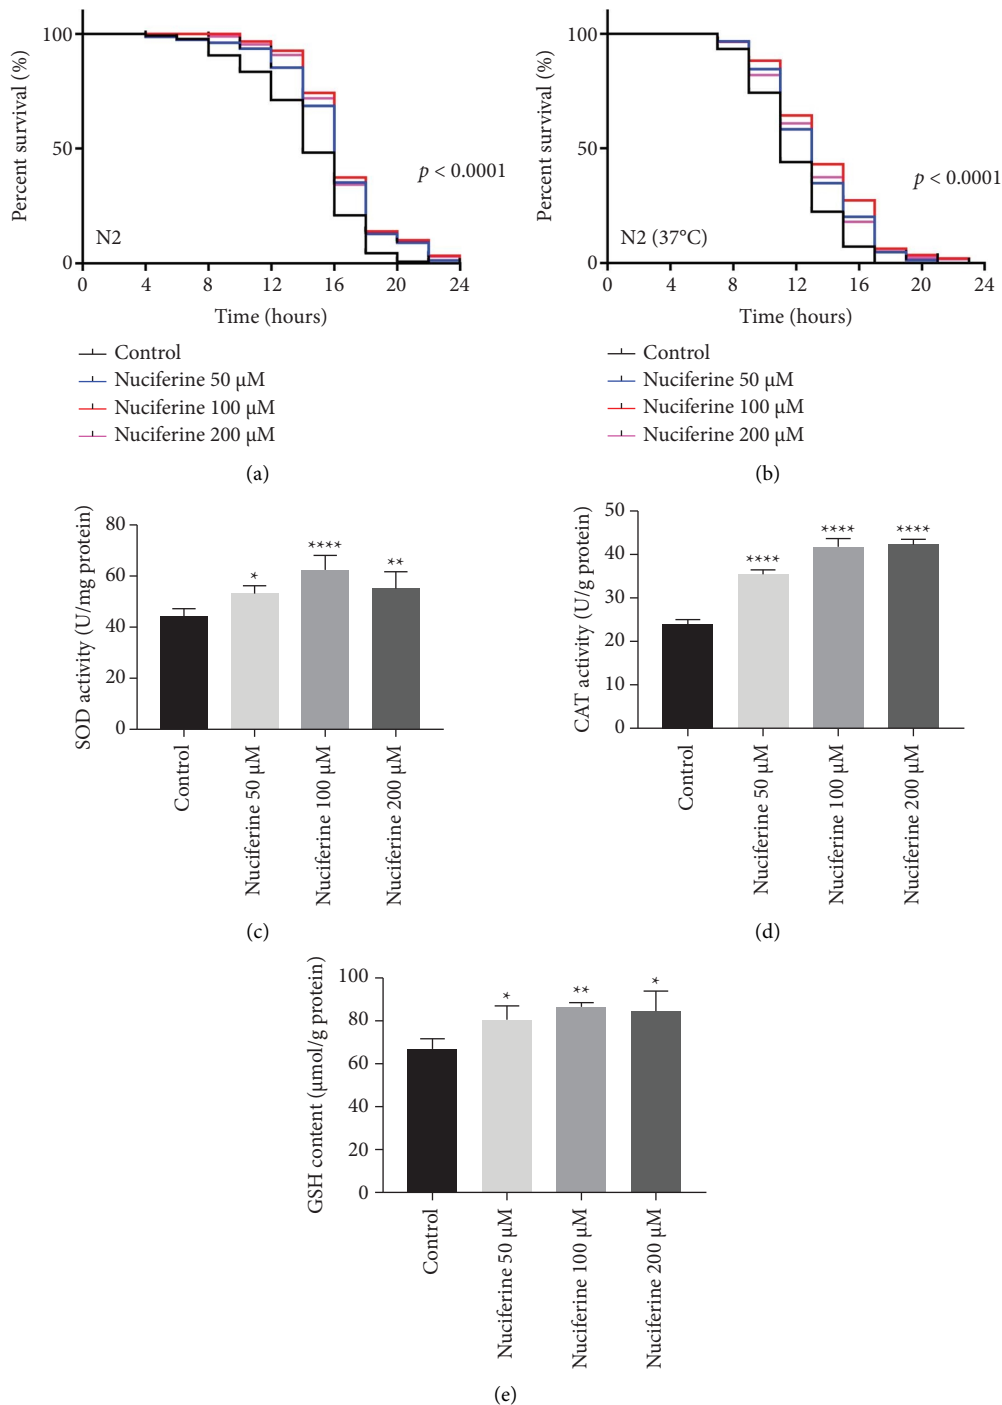 Percent survival (%)
100
50
0
p < 0.0001
N2
0 4 8 12 16 20 24
Time (hours)
Control
Nuciferine 50 μM
Nuciferine 100 μM
Nuciferine 200 μM
(a)
Percent survival (%)
100
50
0
p < 0.0001
N2 (37°C)
0 4 8 12 16 20 24
Time (hours)
Control
Nuciferine 50 μM
Nuciferine 100 μM
Nuciferine 200 μM
(b)
SOD activity (U/mg protein)
80
60
40
20
0
*
****
**
Control
Nuciferine 50 μM
Nuciferine 100 μM
Nuciferine 200 μM
(c)
CAT activity (U/g protein)
50
40
30
20
10
0
****
****
****
Control
Nuciferine 50 μM
Nuciferine 100 μM
Nuciferine 200 μM
(d)
GSH content (μmol/g protein)
100
80
60
40
20
0
*
**
*
Control
Nuciferine 50 μM
Nuciferine 100 μM
Nuciferine 200 μM
(e)